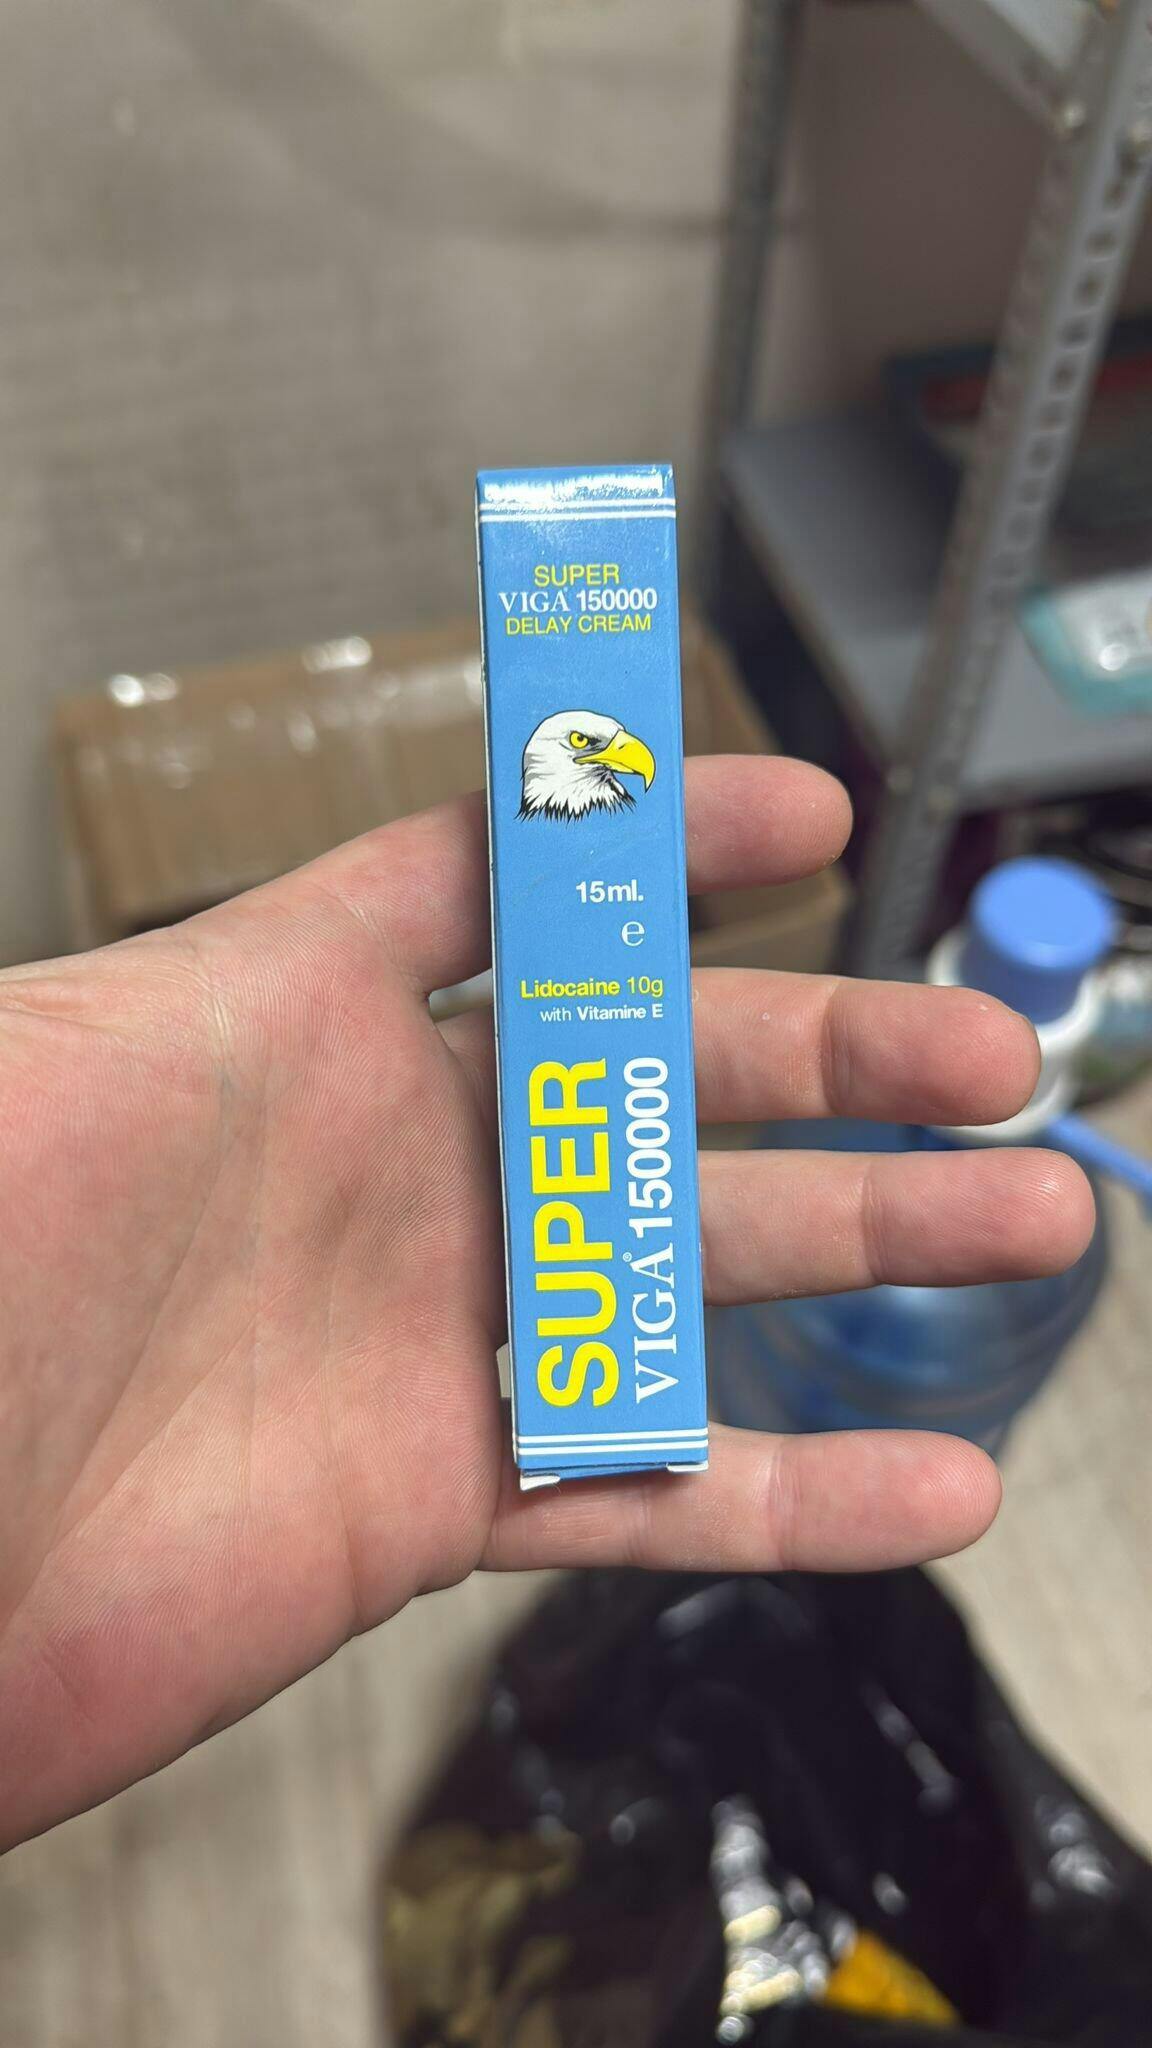 SUPER
VIGA® 150000
DELAY CREAM
15ml.
℮
Lidocaine 10g
with Vitamine E
SUPER
VIGA® 150000